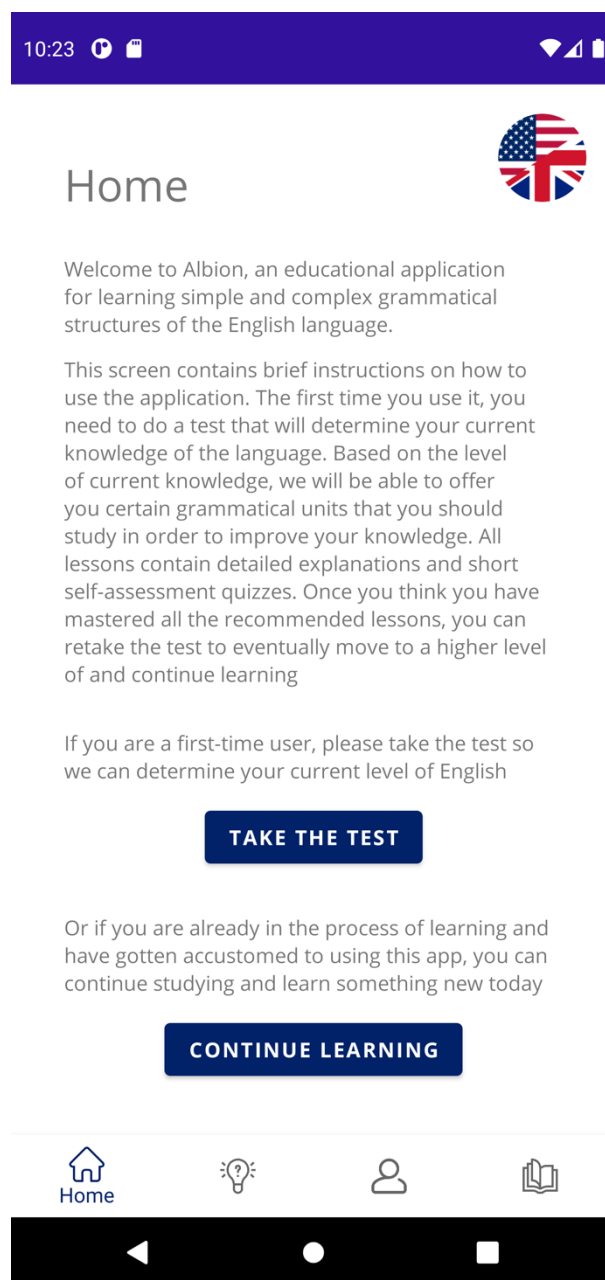 10:23
Home
Welcome to Albion, an educational application
for learning simple and complex grammatical
structures of the English language.
This screen contains brief instructions on how to
use the application. The first time you use it, you
need to do a test that will determine your current
knowledge of the language. Based on the level
of current knowledge, we will be able to offer
you certain grammatical units that you should
study in order to improve your knowledge. All
lessons contain detailed explanations and short
self-assessment quizzes. Once you think you have
mastered all the recommended lessons, you can
retake the test to eventually move to a higher level
of and continue learning
If you are a first-time user, please take the test so
we can determine your current level of English
TAKE THE TEST
Or if you are already in the process of learning and
have gotten accustomed to using this app, you can
continue studying and learn something new today
CONTINUE LEARNING
Home